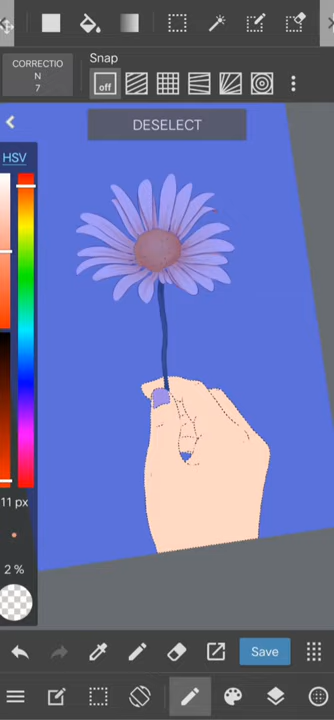 Snap
CORRECTIO
N
7
off
DESELECT
HSV
11 px
2 %
Save